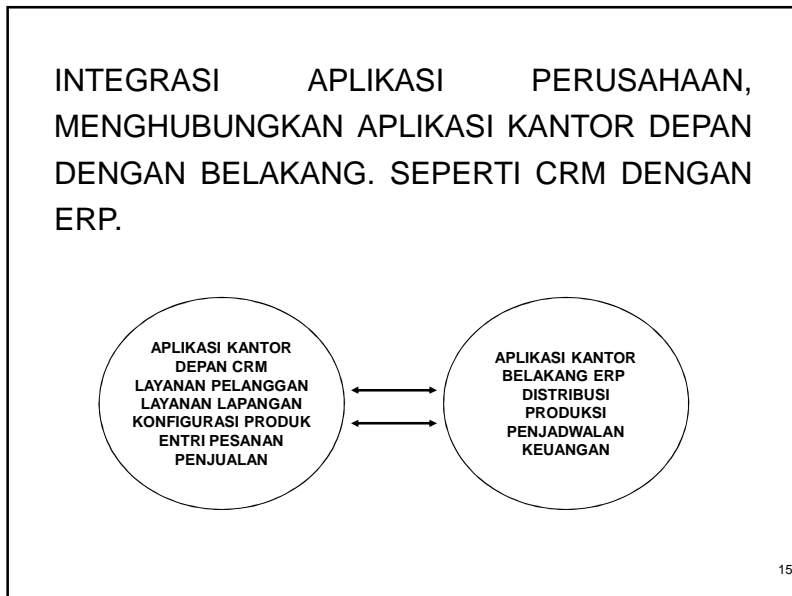 INTEGRASI APLIKASI PERUSAHAAN,
MENGHUBUNGKAN APLIKASI KANTOR DEPAN
DENGAN BELAKANG. SEPERTI CRM DENGAN
ERP.
APLIKASI KANTOR
DEPAN CRM
LAYANAN PELANGGAN
LAYANAN LAPANGAN
KONFIGURASI PRODUK
ENTRI PESANAN
PENJUALAN
APLIKASI KANTOR
BELAKANG ERP
DISTRIBUSI
PRODUKSI
PENJADWALAN
KEUANGAN
15